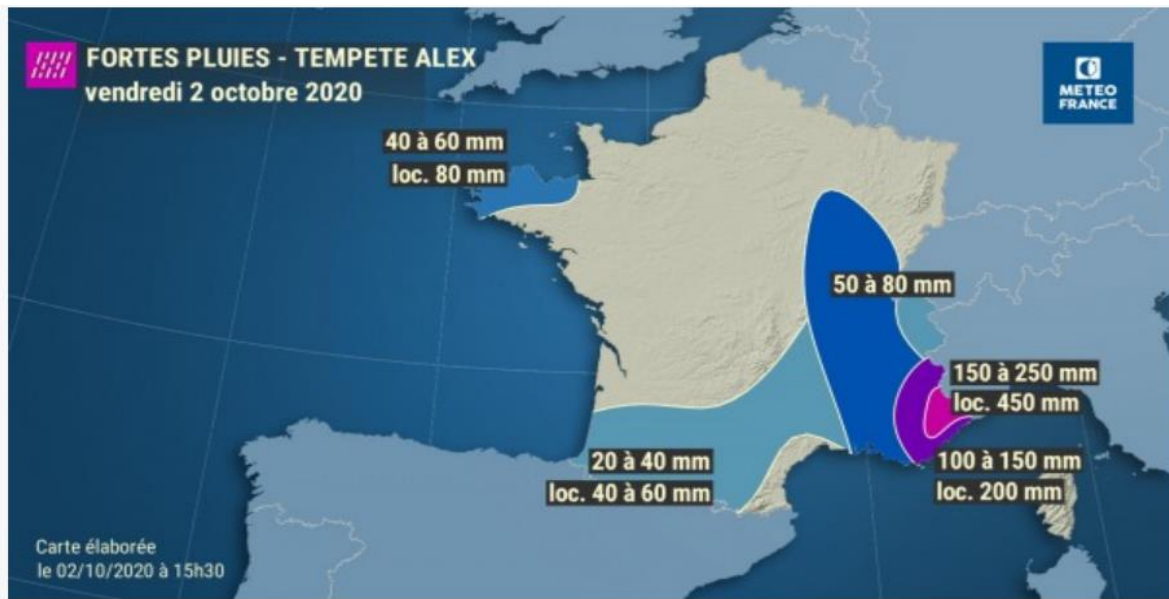 FORTES PLUIES - TEMPETE ALEX
vendredi 2 octobre 2020
METEO
FRANCE
40 à 60 mm
loc. 80 mm
50 à 80 mm
150 à 250 mm
loc. 450 mm
20 à 40 mm
loc. 40 à 60 mm
100 à 150 mm
loc. 200 mm
Carte élaborée
le 02/10/2020 à 15h30